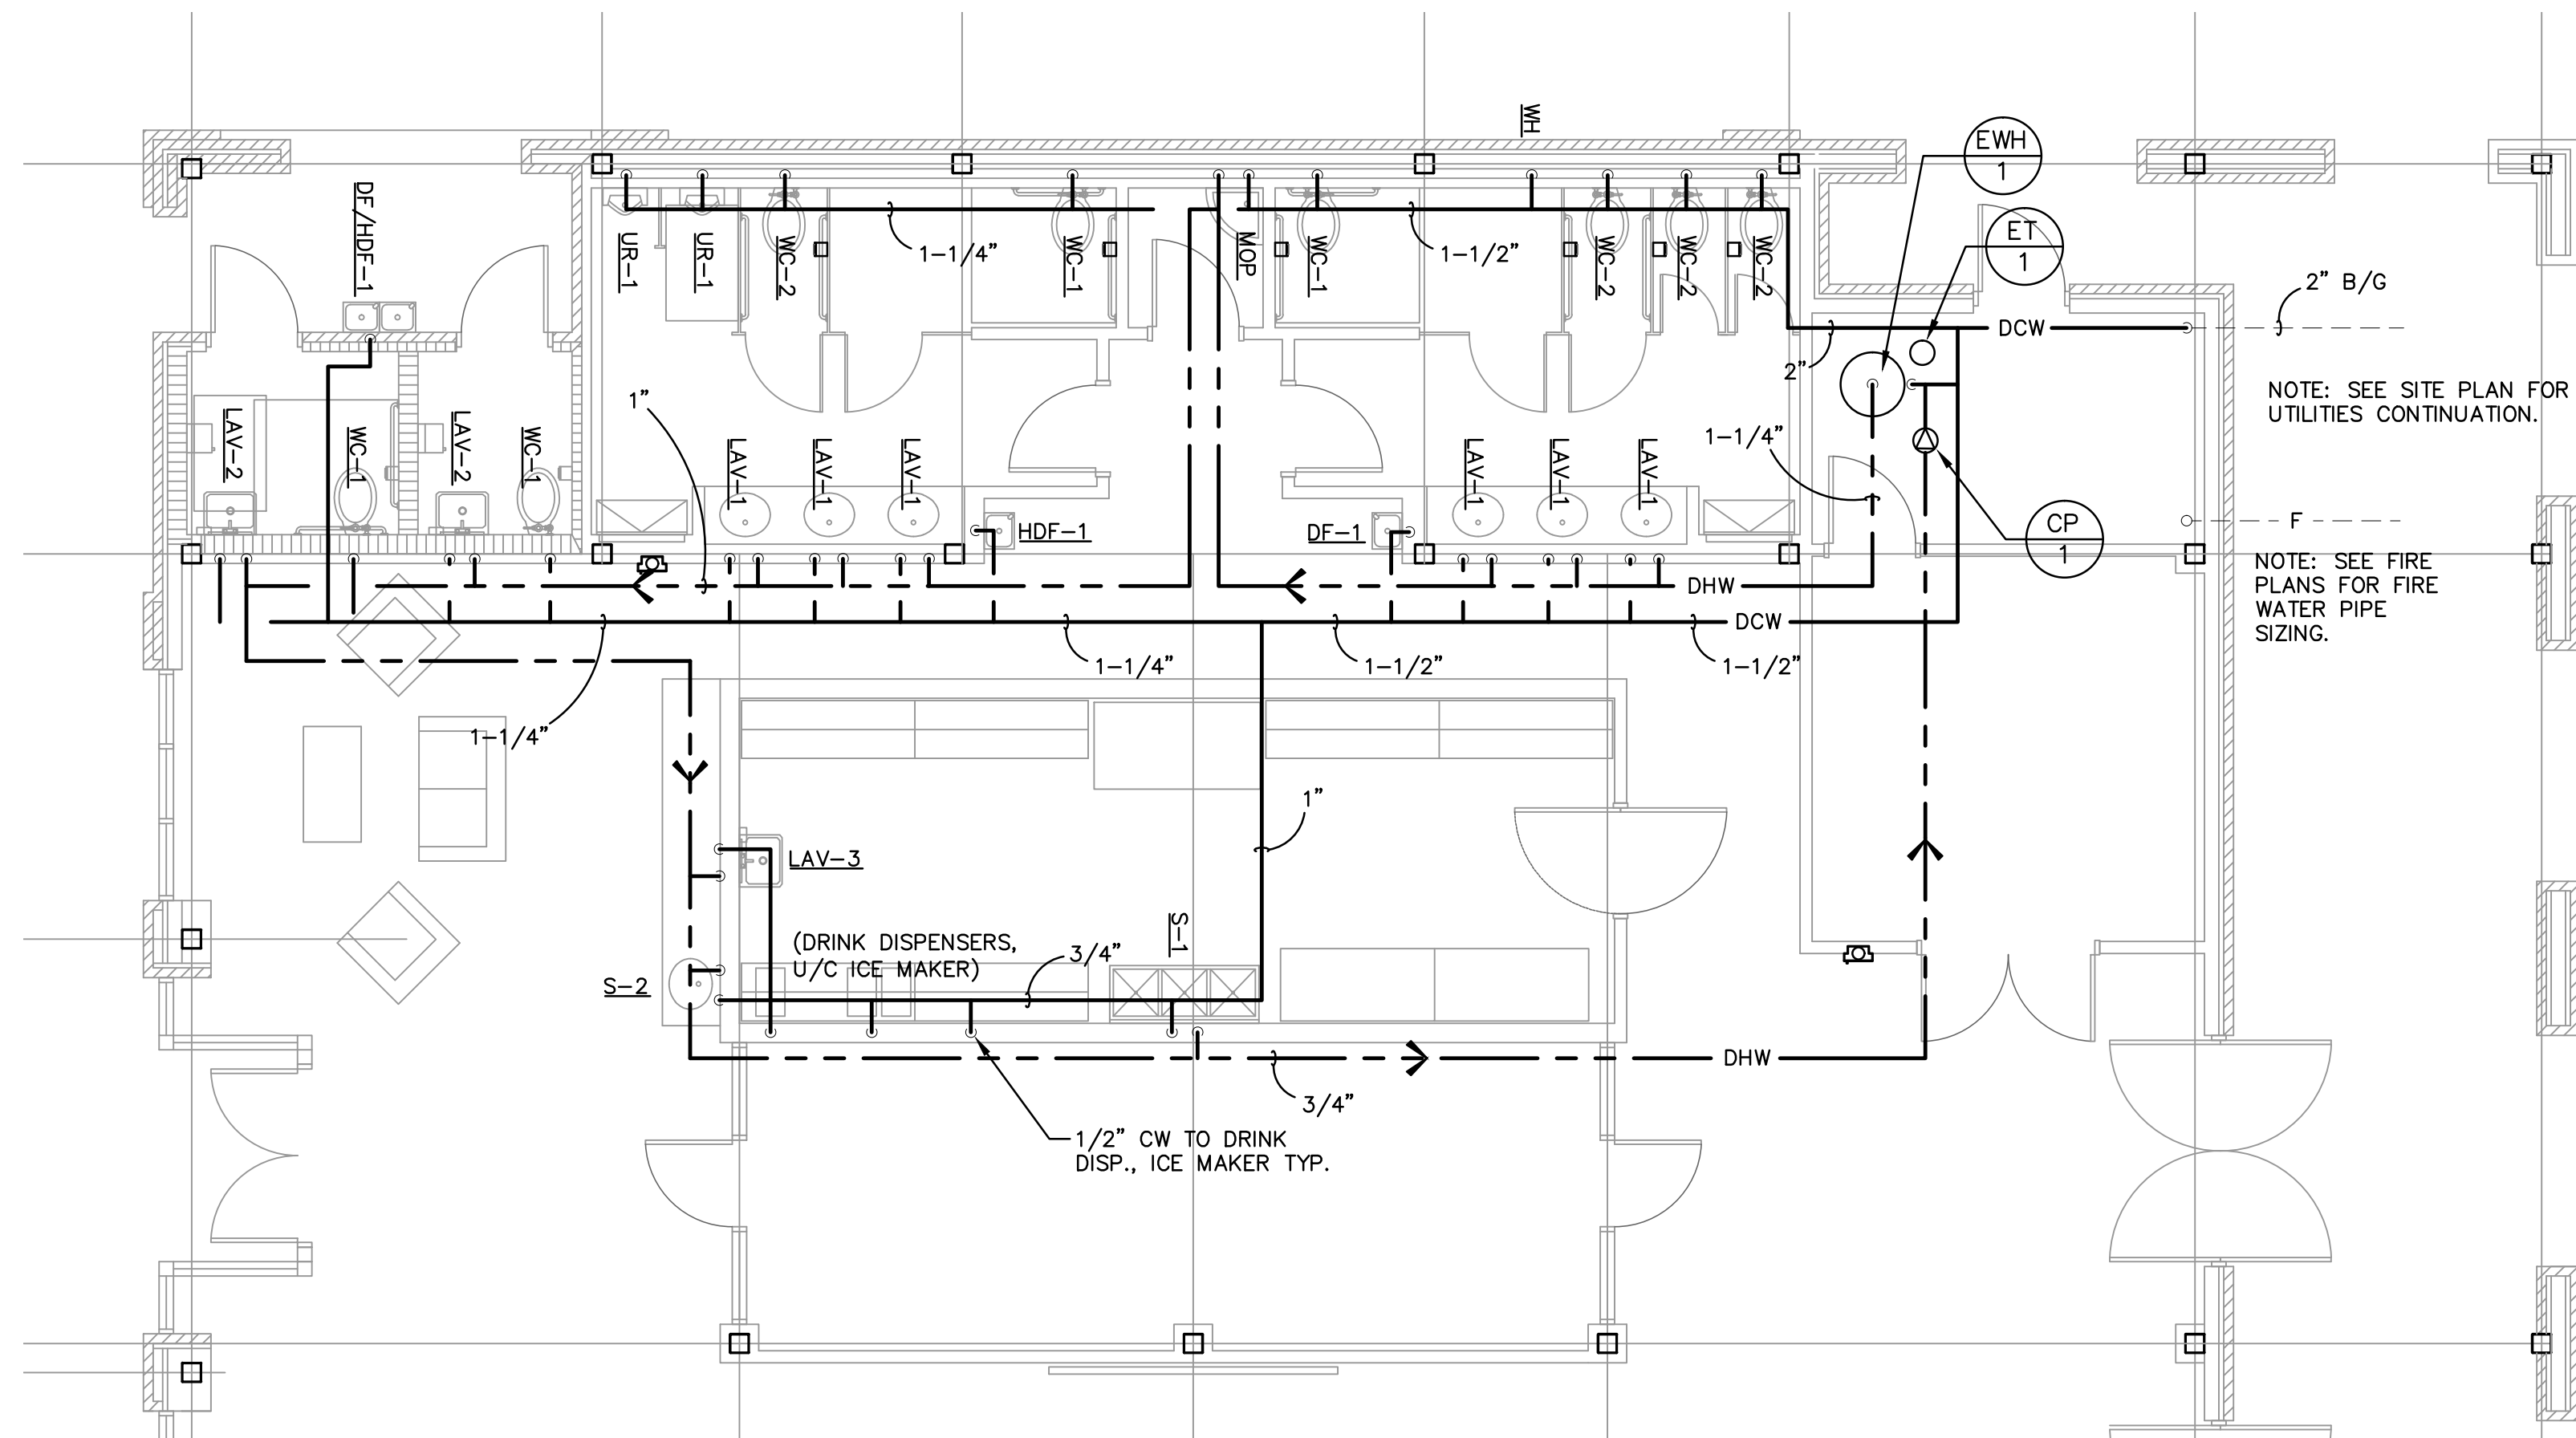 WH
EWH
1
ET
1
DF/HDF-1
UR-1
UR-1
WC-2
1-1/4"
WC-1
MOP
WC-1
1-1/2"
WC-2
WC-2
WC-2
2" B/G
DCW
2"
NOTE: SEE SITE PLAN FOR
UTILITIES CONTINUATION.
1"
LAV-2
WC-1
LAV-2
WC-1
LAV-1
LAV-1
LAV-1
LAV-1
LAV-1
LAV-1
1-1/4"
HDF-1
DF-1
CP
1
F
NOTE: SEE FIRE
PLANS FOR FIRE
WATER PIPE
SIZING.
DHW
DCW
1-1/4"
1-1/2"
1-1/2"
1-1/4"
1"
LAV-3
S-1
(DRINK DISPENSERS,
U/C ICE MAKER)
3/4"
S-2
DHW
3/4"
1/2" CW TO DRINK
DISP., ICE MAKER TYP.